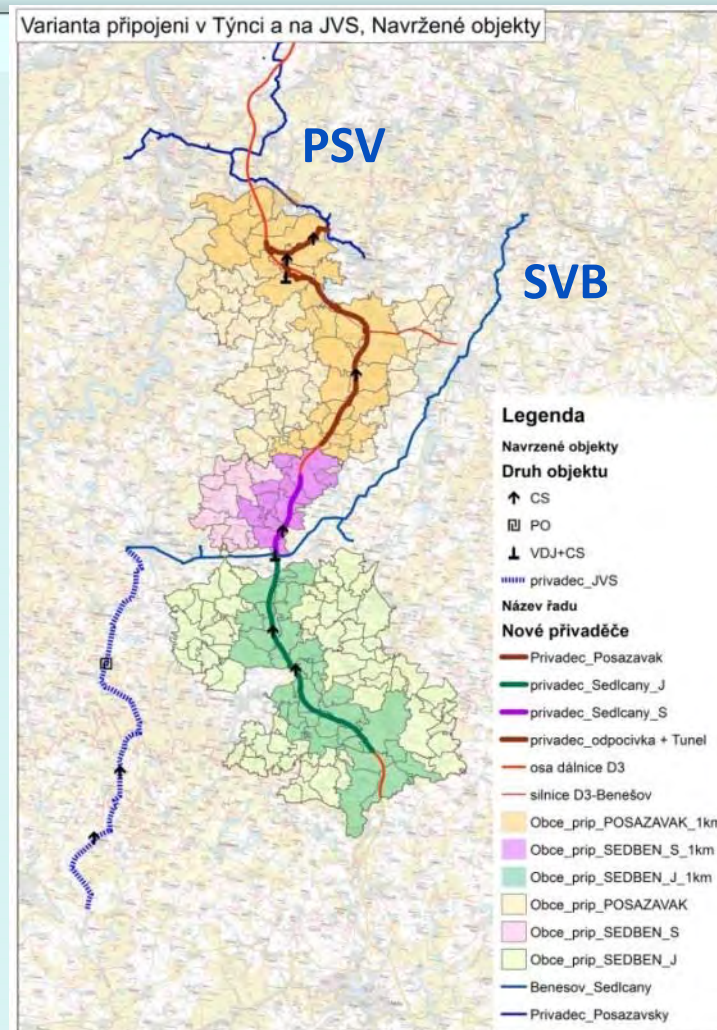 Varianta připojeni v Týnci a na JVS, Navržené objekty
PSV
SVB
Legenda
Navrzené objekty
Druh objektu
CS
PO
VDJ+CS
privadec_JVS
Název řadu
Nové přivaděče
Privadec_Posazavak
privadec_Sedlcany_J
privadec_Sedlcany_S
privadec_odpocivka + Tunel
osa dálnice D3
silnice D3-Benešov
Obce_prip_POSAZAVAK_1km
Obce_prip_SEDBEN_S_1km
Obce_prip_SEDBEN_J_1km
Obce_prip_POSAZAVAK
Obce_prip_SEDBEN_S
Obce_prip_SEDBEN_J
Benesov_Sedlcany
Privadec_Posazavsky